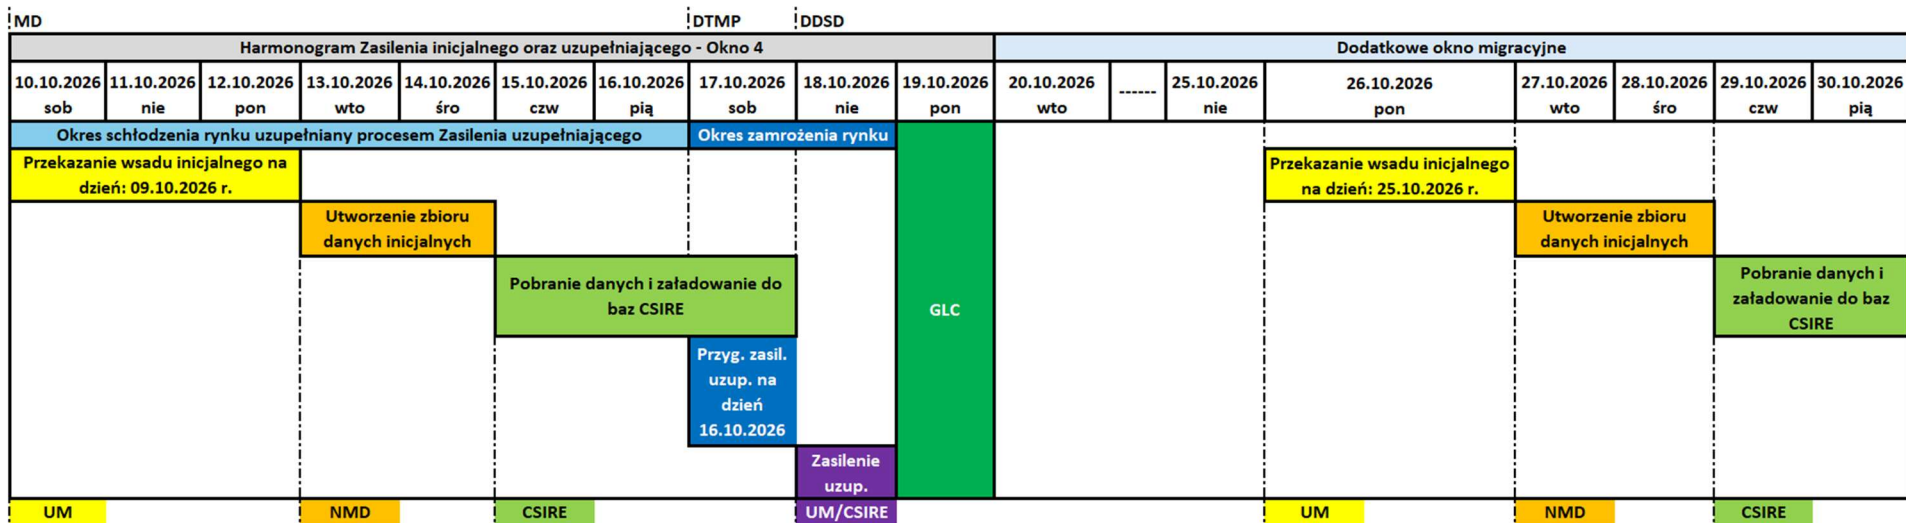 MD DTMP DDSD
Harmonogram Zasilenia inicjalnego oraz uzupełniającego - Okno 4 Dodatkowe okno migracyjne
10.10.2026 11.10.2026 12.10.2026 13.10.2026 14.10.2026 15.10.2026 16.10.2026 17.10.2026 18.10.2026 19.10.2026 20.10.2026 ------ 25.10.2026 26.10.2026 27.10.2026 28.10.2026 29.10.2026 30.10.2026
sob nie pon wto śro czw pią sob nie pon wto nie pon wto śro czw pią
Okres schłodzenia rynku uzupełniany procesem Zasilenia uzupełniającego Okres zamrożenia rynku
Przekazanie wsadu inicjalnego na
dzień: 09.10.2026 r.
Przekazanie wsadu inicjalnego
na dzień: 25.10.2026 r.
Utworzenie zbioru
danych inicjalnych
Utworzenie zbioru
danych inicjalnych
Pobranie danych i załadowanie do
baz CSIRE
GLC
Pobranie danych i
załadowanie do baz
CSIRE
Przyg. zasil.
uzup. na
dzień
16.10.2026
Zasilenie
uzup.
UM NMD CSIRE UM/CSIRE UM NMD CSIRE